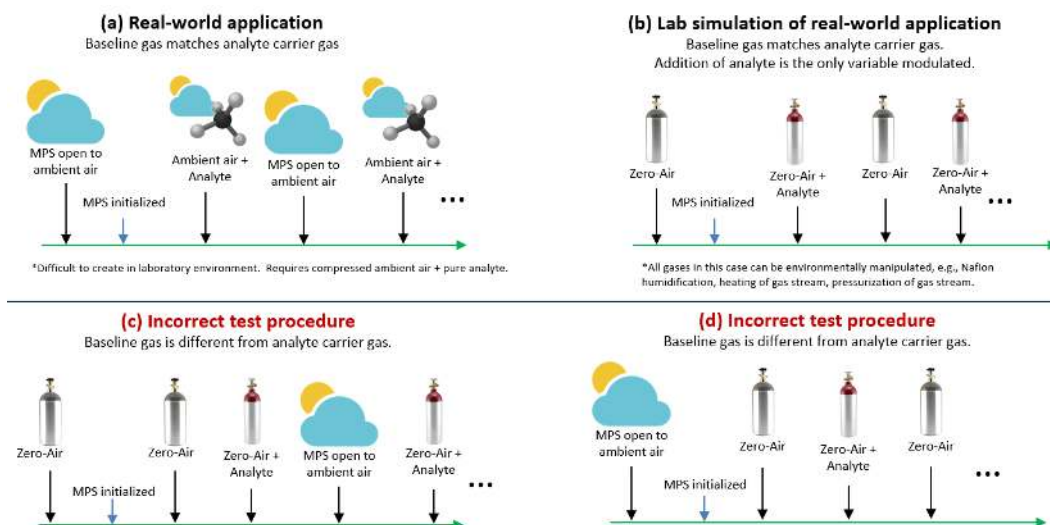 (a) Real-world application
Baseline gas matches analyte carrier gas
MPS open to
ambient air
Ambient air +
Analyte
MPS open to
ambient air
Ambient air +
Analyte
MPS initialized
...
*Difficult to create in laboratory environment. Requires compressed ambient air + pure analyte.
(b) Lab simulation of real-world application
Baseline gas matches analyte carrier gas.
Addition of analyte is the only variable modulated.
Zero-Air
Zero-Air +
Analyte
Zero-Air
Zero-Air +
Analyte
MPS initialized
...
*All gases in this case can be environmentally manipulated, e.g., Nafion
humidification, heating of gas stream, pressurization of gas stream.
(c) Incorrect test procedure
Baseline gas is different from analyte carrier gas.
Zero-Air
Zero-Air
Zero-Air +
Analyte
MPS open to
ambient air
Zero-Air +
Analyte
MPS initialized
...
(d) Incorrect test procedure
Baseline gas is different from analyte carrier gas.
MPS open to
ambient air
Zero-Air
Zero-Air +
Analyte
Zero-Air
MPS initialized
...